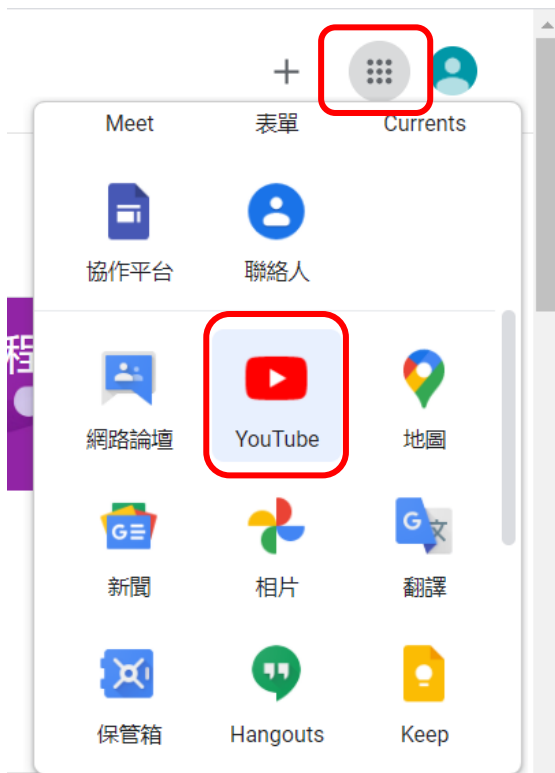 Meet 表單 Currents
協作平台 聯絡人
程
網路論壇 YouTube 地圖
G 文
新聞 相片 翻譯
保管箱 Hangouts Keep